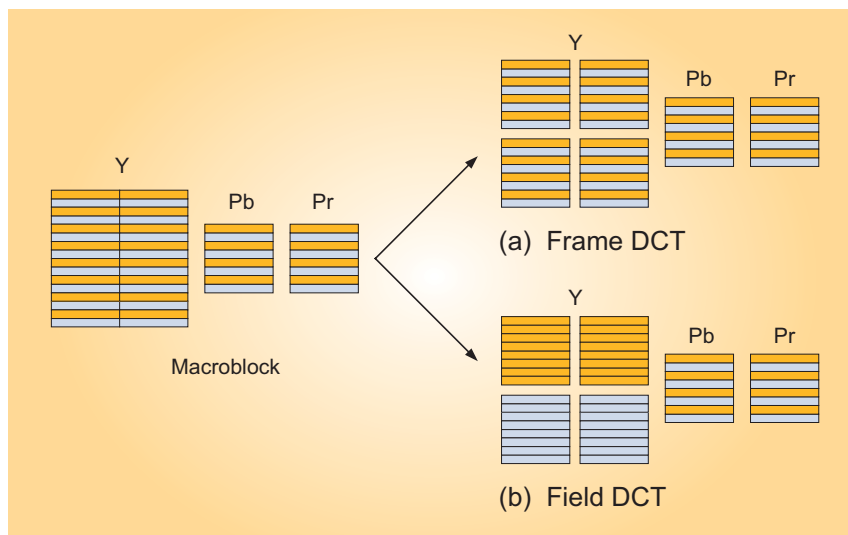 Y
Pb Pr
Macroblock
Y
Pb Pr
(a) Frame DCT
Y
Pb Pr
(b) Field DCT